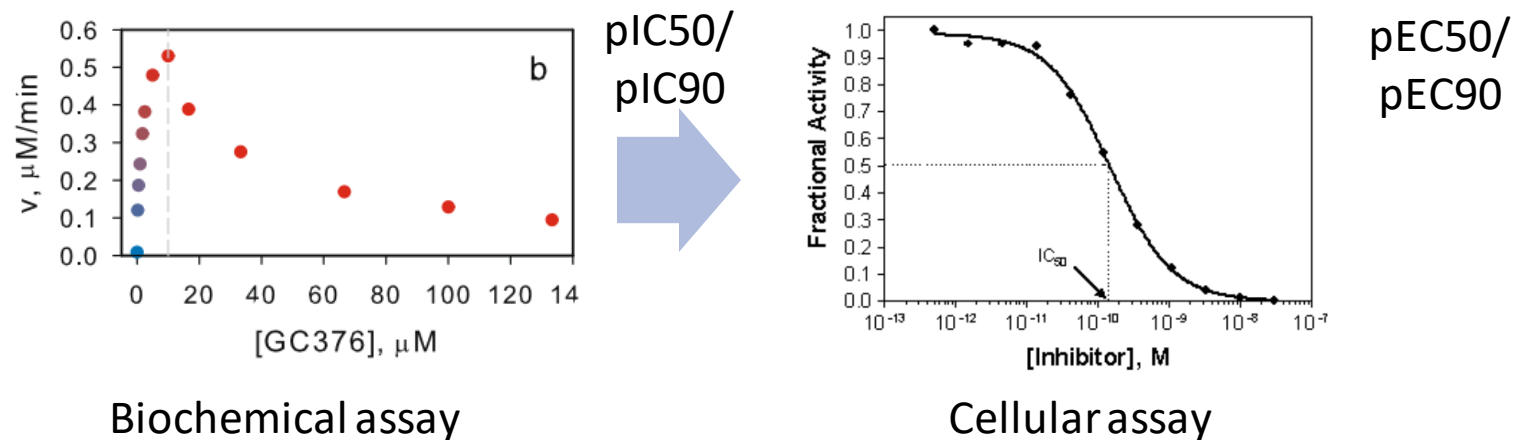 0.6
0.5
0.4
0.3
0.2
0.1
0.0
v, μM/min
b
0 20 40 60 80 100 120 14
[GC376], μM
Biochemical assay
pIC50/
pIC90
1.0
0.9
0.8
0.7
0.6
0.5
0.4
0.3
0.2
0.1
0.0
Fractional Activity
IC50
10-13 10-12 10-11 10-10 10-9 10-8 10-7
[Inhibitor], M
Cellular assay
pEC50/
pEC90